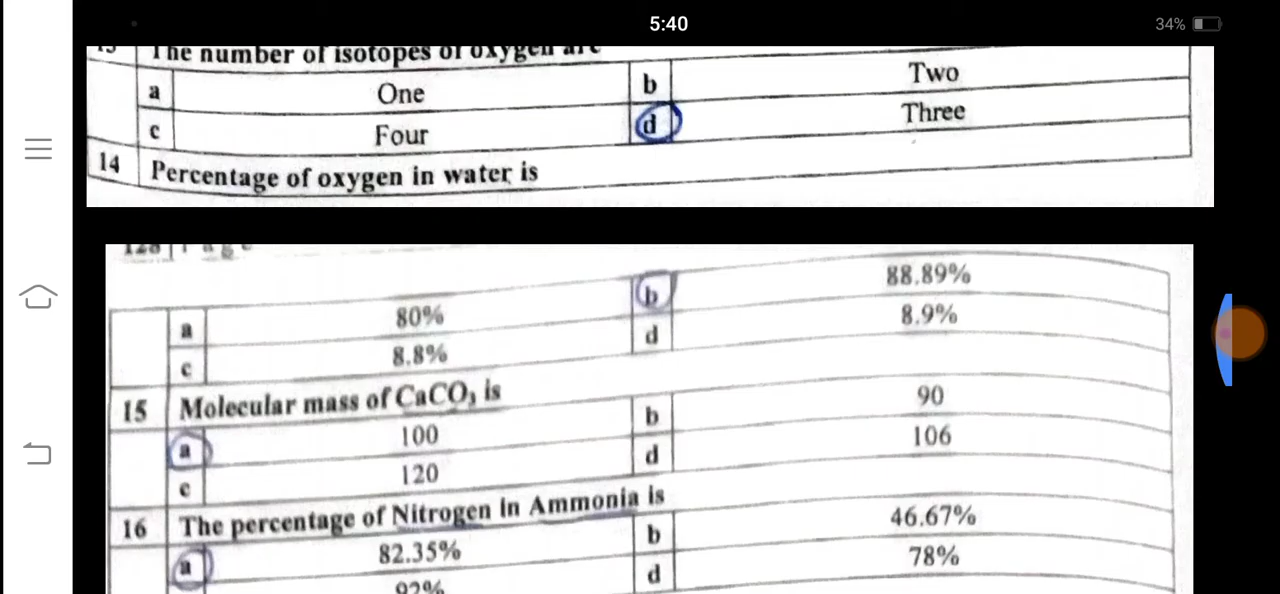 5:40
34%
The number of isotopes of oxygen are
a One b Two
c Four d Three
14 Percentage of oxygen in water is
a 80% b 88.89%
c 8.8% d 8.9%
15 Molecular mass of CaCO₃ is
a 100 b 90
c 120 d 106
16 The percentage of Nitrogen in Ammonia is
a 82.35% b 46.67%
92% d 78%